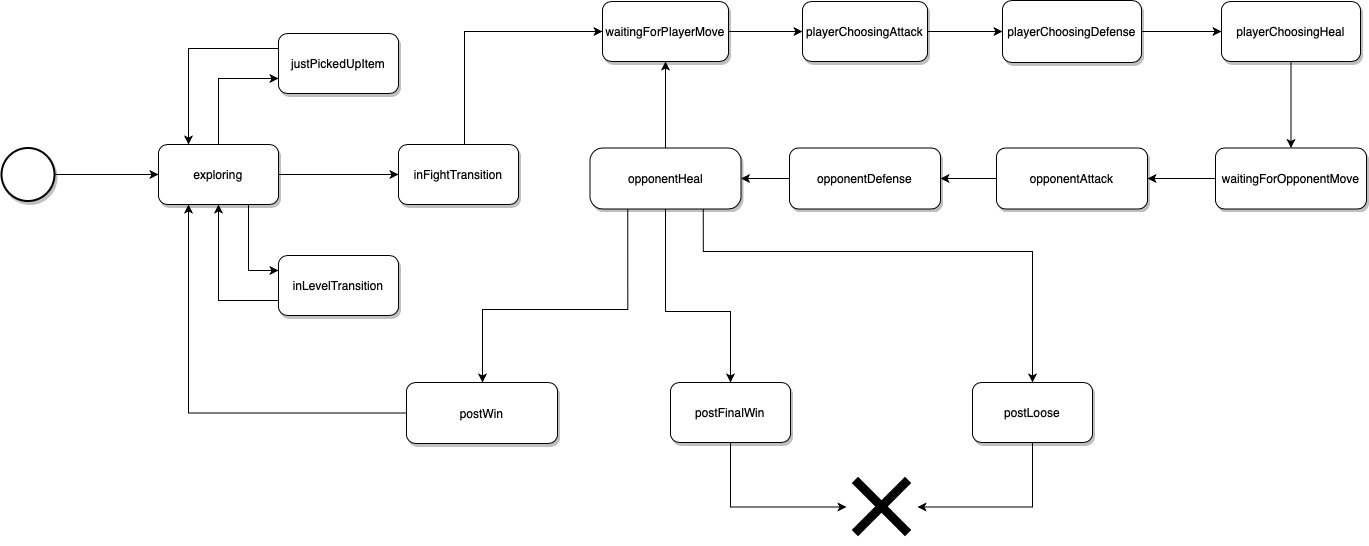 waitingForPlayerMove
playerChoosingAttack
playerChoosingDefense
playerChoosingHeal
justPickedUpItem
exploring
inFightTransition
opponentHeal
opponentDefense
opponentAttack
waitingForOpponentMove
inLevelTransition
postWin
postFinalWin
postLoose